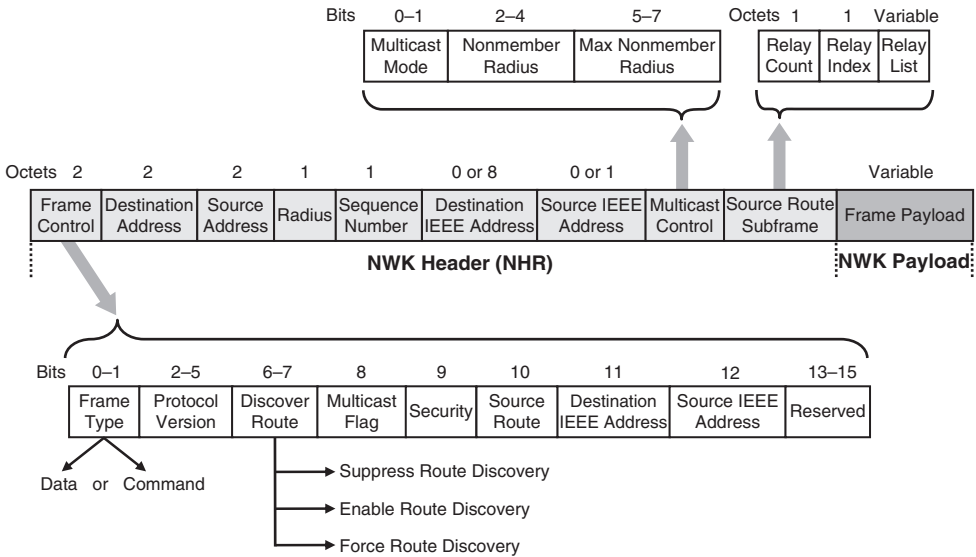 Bits 0–1 2–4 5–7 Octets 1 1 Variable
Multicast Mode Nonmember Radius Max Nonmember Radius Relay Count Relay Index Relay List
Octets 2 2 2 1 1 0 or 8 0 or 1 Variable
Frame Control Destination Address Source Address Radius Sequence Number Destination IEEE Address Source IEEE Address Multicast Control Source Route Subframe Frame Payload
NWK Header (NHR) NWK Payload
Bits 0–1 2–5 6–7 8 9 10 11 12 13–15
Frame Type Protocol Version Discover Route Multicast Flag Security Source Route Destination IEEE Address Source IEEE Address Reserved
Data or Command
Suppress Route Discovery
Enable Route Discovery
Force Route Discovery